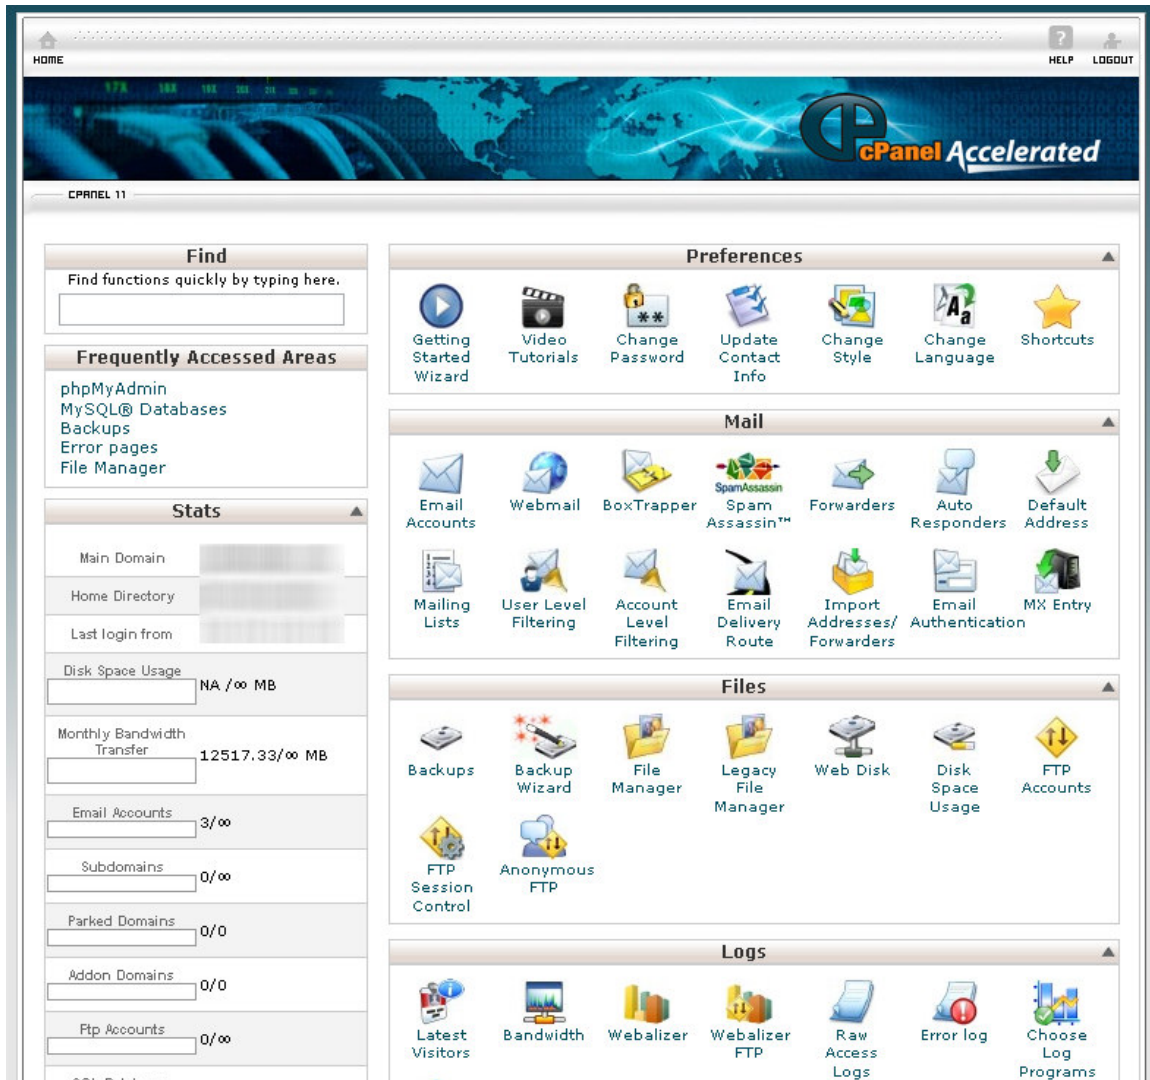 HOME
HELP
LOGOUT
17X 18X 19X 20X 21X
cPanel Accelerated
CPANEL 11
Find
Find functions quickly by typing here.
Frequently Accessed Areas
phpMyAdmin
MySQL® Databases
Backups
Error pages
File Manager
Stats
Main Domain
Home Directory
Last login from
Disk Space Usage
NA /∞ MB
Monthly Bandwidth
Transfer
12517.33/∞ MB
Email Accounts
3/∞
Subdomains
0/∞
Parked Domains
0/0
Addon Domains
0/0
Ftp Accounts
0/∞
Preferences
Getting
Started
Wizard
Video
Tutorials
Change
Password
Update
Contact
Info
Change
Style
Change
Language
Shortcuts
Mail
Email
Accounts
Webmail
BoxTrapper
SpamAssassin
Spam
Assassin™
Forwarders
Auto
Responders
Default
Address
Mailing
Lists
User Level
Filtering
Account
Level
Filtering
Email
Delivery
Route
Import
Addresses/
Forwarders
Email
Authentication
MX Entry
Files
Backups
Backup
Wizard
File
Manager
Legacy
File
Manager
Web Disk
Disk
Space
Usage
FTP
Accounts
FTP
Session
Control
Anonymous
FTP
Logs
Latest
Visitors
Bandwidth
Webalizer
Webalizer
FTP
Raw
Access
Logs
Error log
Choose
Log
Programs